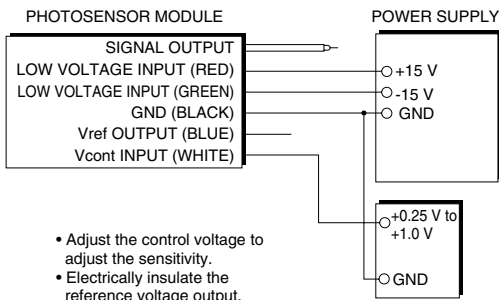 PHOTOSENSOR MODULE
POWER SUPPLY
SIGNAL OUTPUT
LOW VOLTAGE INPUT (RED)
LOW VOLTAGE INPUT (GREEN)
GND (BLACK)
Vref OUTPUT (BLUE)
Vcont INPUT (WHITE)
+15 V
-15 V
GND
+0.25 V to
+1.0 V
GND
• Adjust the control voltage to
adjust the sensitivity.
• Electrically insulate the
reference voltage output.